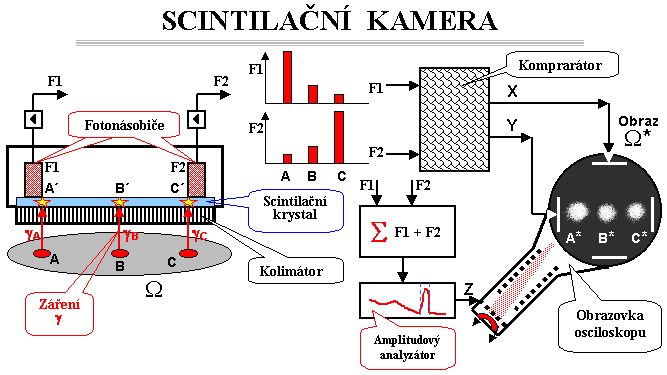 SCINTILAČNÍ KAMERA
F1
F2
Fotonásobiče
F1
F2
A´
B´
C´
Scintilační
krystal
γA
γB
γC
Kolimátor
A
B
C
Ω
Záření
γ
F1
F2
A B C
F1
F2
Komprarátor
X
Y
Obraz
Ω*
A*
B*
C*
F1
F2
Σ F1 + F2
Z
Amplitudový
analyzátor
Obrazovka
osciloskopu